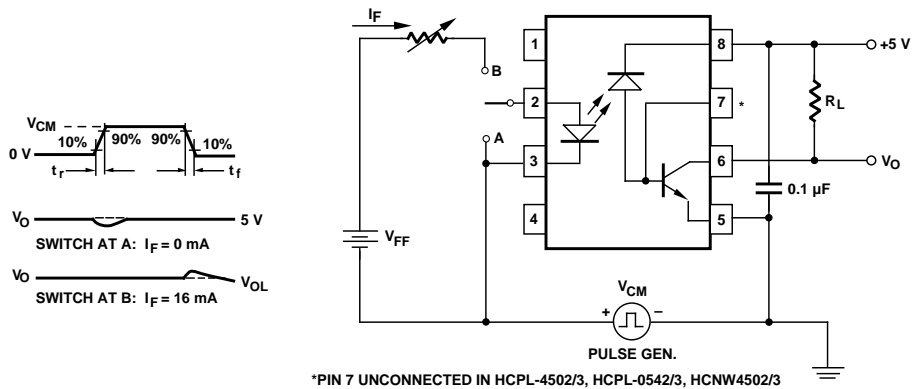 V_CM
90% 90%
10% 10%
0 V
t_r t_f
V_O 5 V
SWITCH AT A: I_F = 0 mA
V_O V_OL
SWITCH AT B: I_F = 16 mA
I_F
B
A
V_FF
1
2
3
4
8
7 *
6
5
+5 V
R_L
V_O
0.1 µF
V_CM
+ –
PULSE GEN.
*PIN 7 UNCONNECTED IN HCPL-4502/3, HCPL-0542/3, HCNW4502/3